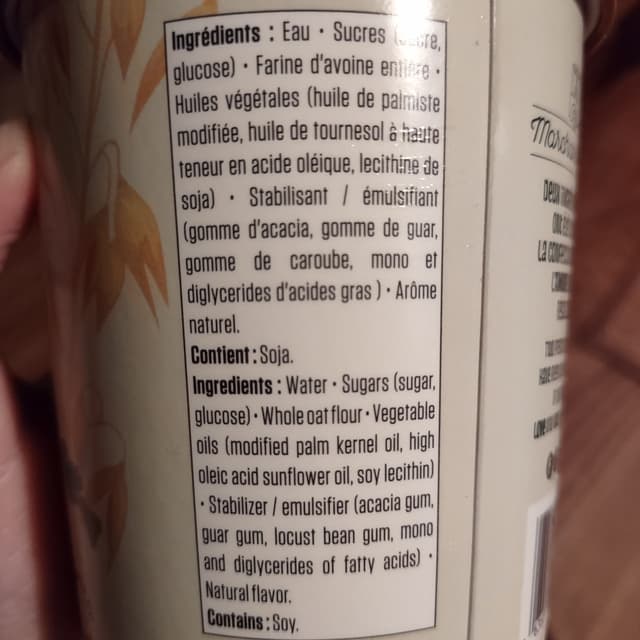 Ingrédients : Eau · Sucres (sucre,
glucose) · Farine d'avoine entière ·
Huiles végétales (huile de palmiste
modifiée, huile de tournesol à haute
teneur en acide oléique, lecithine de
soja) · Stabilisant / émulsifiant
(gomme d'acacia, gomme de guar,
gomme de caroube, mono et
diglycerides d'acides gras ) · Arôme
naturel.
Contient : Soja.
Ingredients : Water · Sugars (sugar,
glucose) · Whole oat flour · Vegetable
oils (modified palm kernel oil, high
oleic acid sunflower oil, soy lecithin)
· Stabilizer / emulsifier (acacia gum,
guar gum, locust bean gum, mono
and diglycerides of fatty acids) ·
Natural flavor.
Contains : Soy.